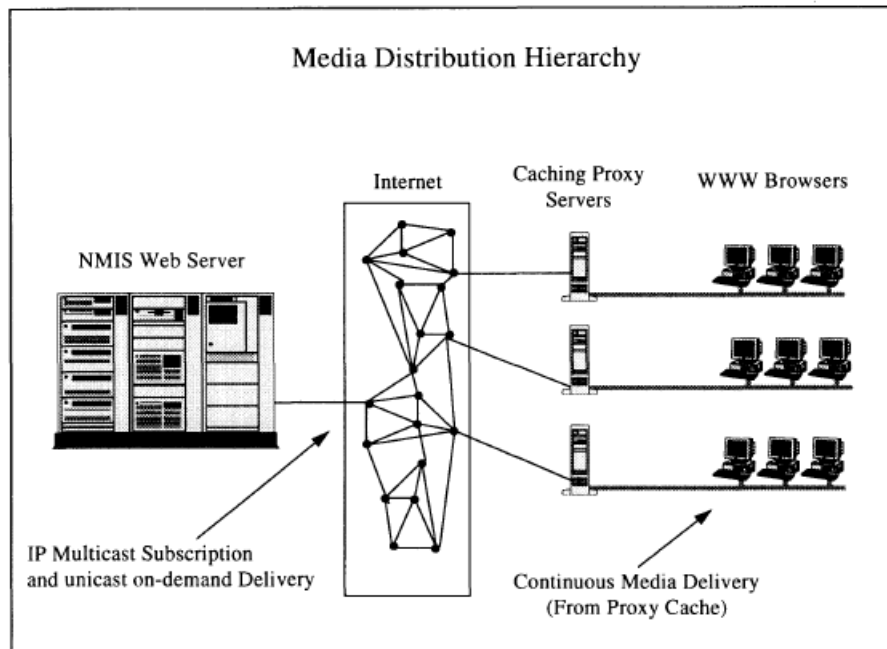 Media Distribution Hierarchy
Internet
Caching Proxy
Servers
WWW Browsers
NMIS Web Server
IP Multicast Subscription
and unicast on-demand Delivery
Continuous Media Delivery
(From Proxy Cache)